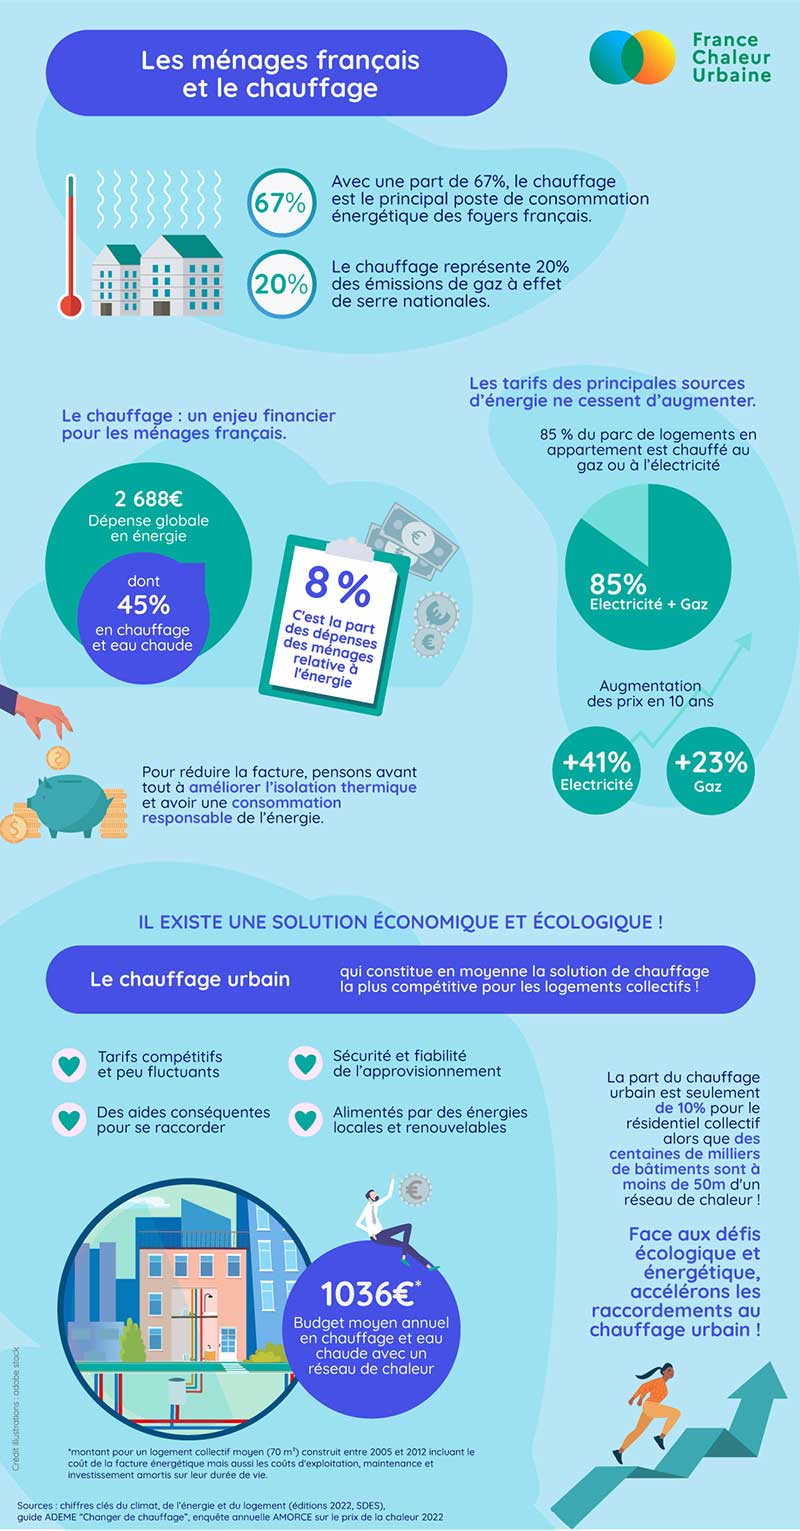 Les ménages français
et le chauffage
France
Chaleur
Urbaine
67%
Avec une part de 67%, le chauffage
est le principal poste de consommation
énergétique des foyers français.
20%
Le chauffage représente 20%
des émissions de gaz à effet
de serre nationales.
Le chauffage : un enjeu financier
pour les ménages français.
2 688€
Dépense globale
en énergie
dont
45%
en chauffage
et eau chaude
8 %
C'est la part
des dépenses
des ménages
relative à
l'énergie
Pour réduire la facture, pensons avant
tout à améliorer l'isolation thermique
et avoir une consommation
responsable de l'énergie.
Les tarifs des principales sources
d'énergie ne cessent d'augmenter.
85 % du parc de logements en
appartement est chauffé au
gaz ou à l'électricité
85%
Electricité + Gaz
Augmentation
des prix en 10 ans
+41%
Electricité
+23%
Gaz
IL EXISTE UNE SOLUTION ÉCONOMIQUE ET ÉCOLOGIQUE !
Le chauffage urbain
qui constitue en moyenne la solution de chauffage
la plus compétitive pour les logements collectifs !
Tarifs compétitifs
et peu fluctuants
Sécurité et fiabilité
de l'approvisionnement
Des aides conséquentes
pour se raccorder
Alimentés par des énergies
locales et renouvelables
La part du chauffage
urbain est seulement
de 10% pour le
résidentiel collectif
alors que des
centaines de milliers
de bâtiments sont à
moins de 50m d'un
réseau de chaleur !
Face aux défis
écologique et
énergétique,
accélérons les
raccordements au
chauffage urbain !
€
1036€*
Budget moyen annuel
en chauffage et eau
chaude avec un
réseau de chaleur
*montant pour un logement collectif moyen (70 m²) construit entre 2005 et 2012 incluant le
coût de la facture énergétique mais aussi les coûts d'exploitation, maintenance et
investissement amortis sur leur durée de vie.
Crédit illustrations : adobe stock
Sources : chiffres clés du climat, de l'énergie et du logement (éditions 2022, SDES),
guide ADEME "Changer de chauffage", enquête annuelle AMORCE sur le prix de la chaleur 2022